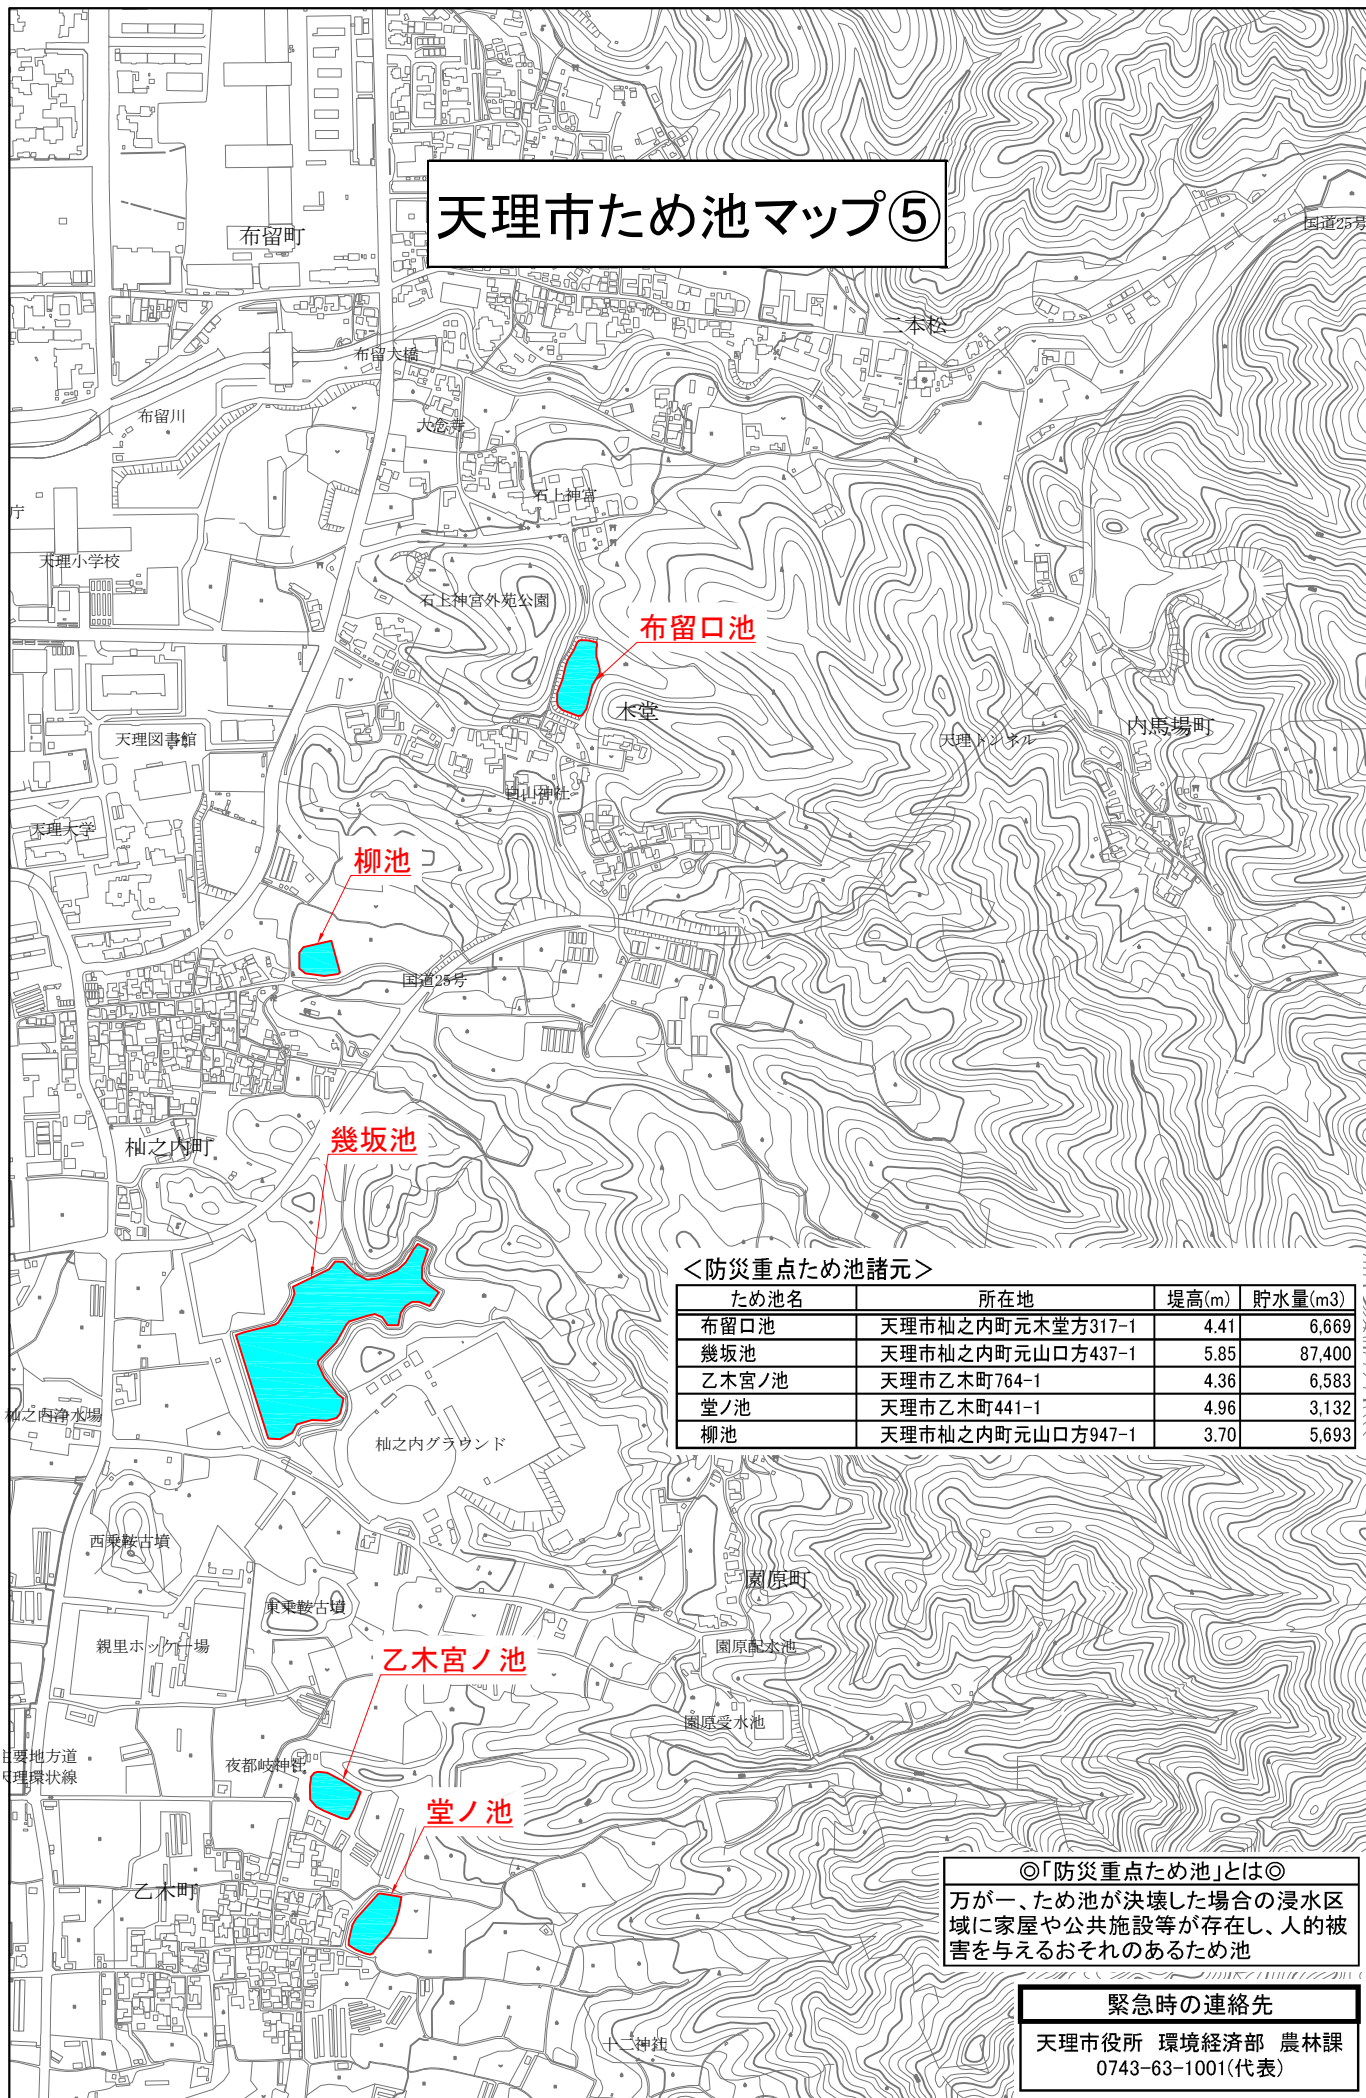 天理市ため池マップ⑤
布留町
国道25号
二本松
布留大橋
布留川
大念寺
石上神宮
庁
天理小学校
石上神宮外苑公園
布留口池
木堂
内馬場町
天理トンネル
天理図書館
白山神社
天理大学
柳池
国道25号
幾坂池
杣之内町
＜防災重点ため池諸元＞
ため池名 所在地 堤高(m) 貯水量(m3)
布留口池 天理市杣之内町元木堂方317-1 4.41 6,669
幾坂池 天理市杣之内町元山口方437-1 5.85 87,400
乙木宮ノ池 天理市乙木町764-1 4.36 6,583
堂ノ池 天理市乙木町441-1 4.96 3,132
柳池 天理市杣之内町元山口方947-1 3.70 5,693
杣之内浄水場
杣之内グラウンド
西乗鞍古墳
東乗鞍古墳
園原町
親里ホッケー場
園原配水池
乙木宮ノ池
園原受水池
主要地方道
天理環状線
夜都岐神社
堂ノ池
乙木町
◎「防災重点ため池」とは◎
万が一、ため池が決壊した場合の浸水区
域に家屋や公共施設等が存在し、人的被
害を与えるおそれのあるため池
緊急時の連絡先
十二神社
天理市役所 環境経済部 農林課
0743-63-1001(代表)